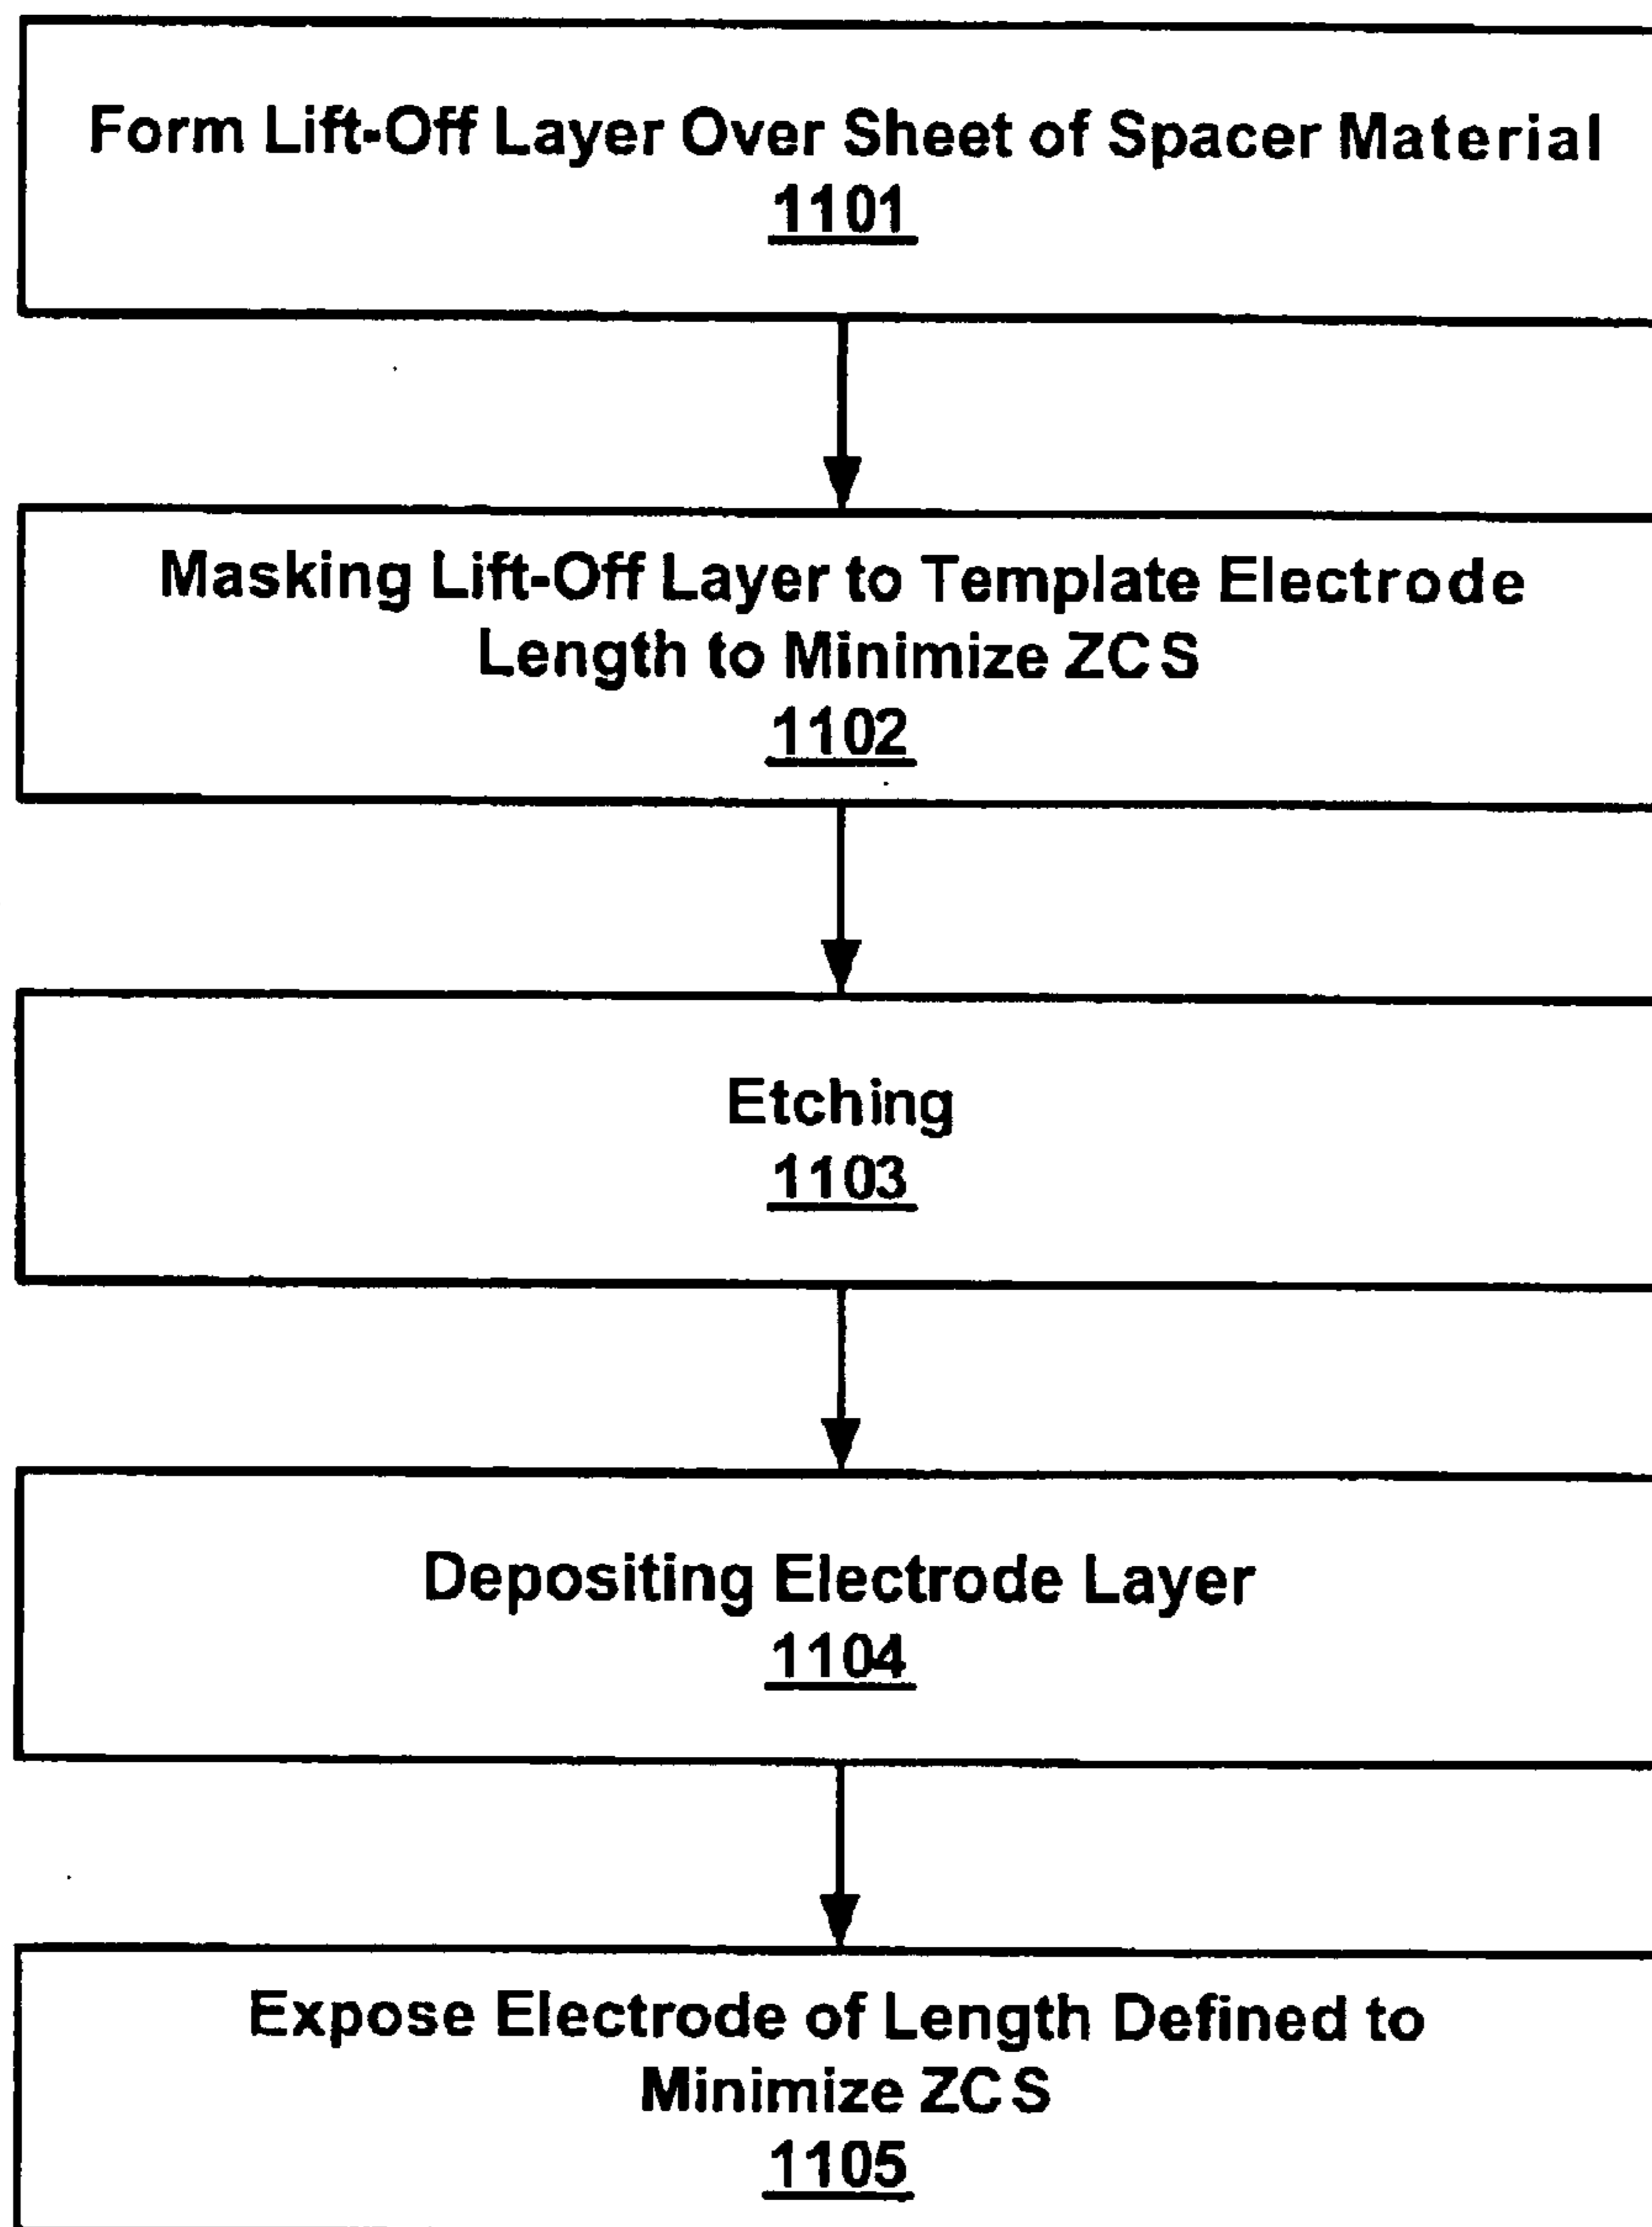 Form Lift-Off Layer Over Sheet of Spacer Material
1101
Masking Lift-Off Layer to Template Electrode
Length to Minimize ZCS
1102
Etching
1103
Depositing Electrode Layer
1104
Expose Electrode of Length Defined to
Minimize ZCS
1105